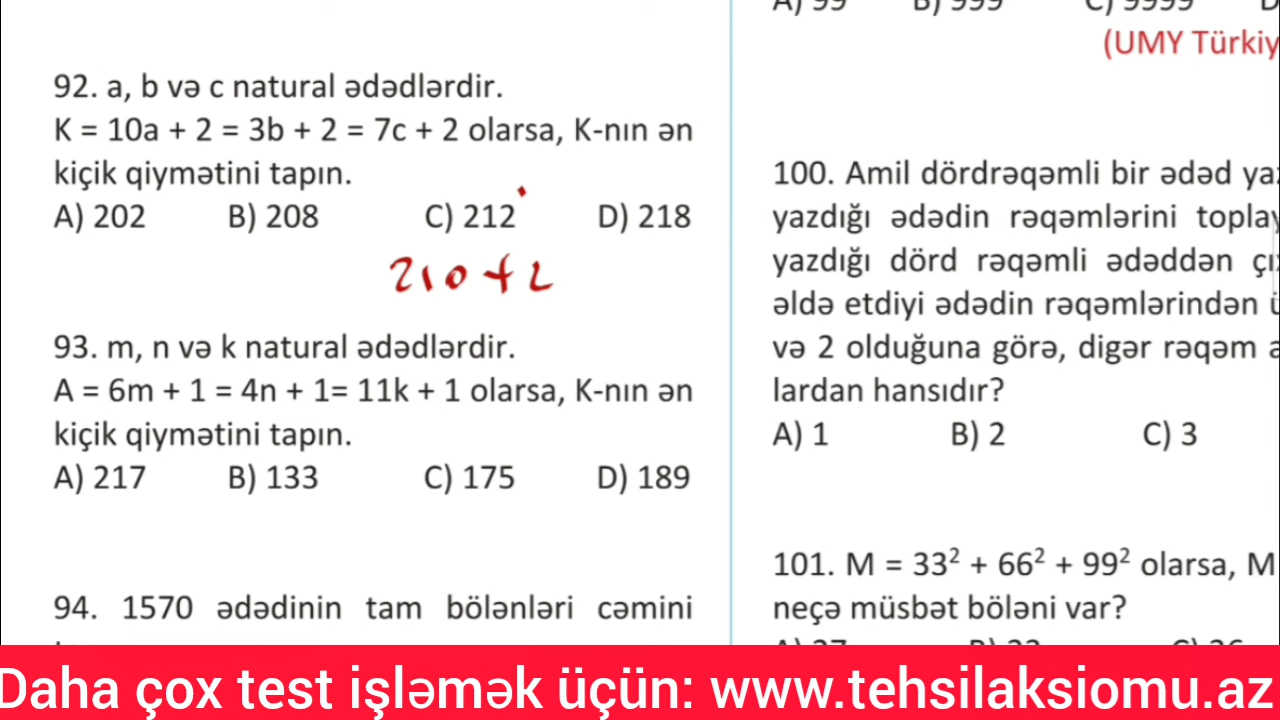 92. a, b və c natural ədədlərdir.
K = 10a + 2 = 3b + 2 = 7c + 2 olarsa, K-nın ən
kiçik qiymətini tapın.
A) 202 B) 208 C) 212 D) 218
210 + 2
93. m, n və k natural ədədlərdir.
A = 6m + 1 = 4n + 1= 11k + 1 olarsa, K-nın ən
kiçik qiymətini tapın.
A) 217 B) 133 C) 175 D) 189
94. 1570 ədədinin tam bölənləri cəmini
A) 99 B) 999 C) 9999
(UMY Türkiy
100. Amil dördrəqəmli bir ədəd
yazdığı ədədin rəqəmlərini
yazdığı dörd rəqəmli ədəddən
əldə etdiyi ədədin rəqəmlərindən
və 2 olduğuna görə, digər rəqəm
lardan hansıdır?
A) 1 B) 2 C) 3
101. M = 33² + 66² + 99² olarsa, M
neçə müsbət böləni var?
Daha çox test işləmək üçün: www.tehsilaksiomu.az